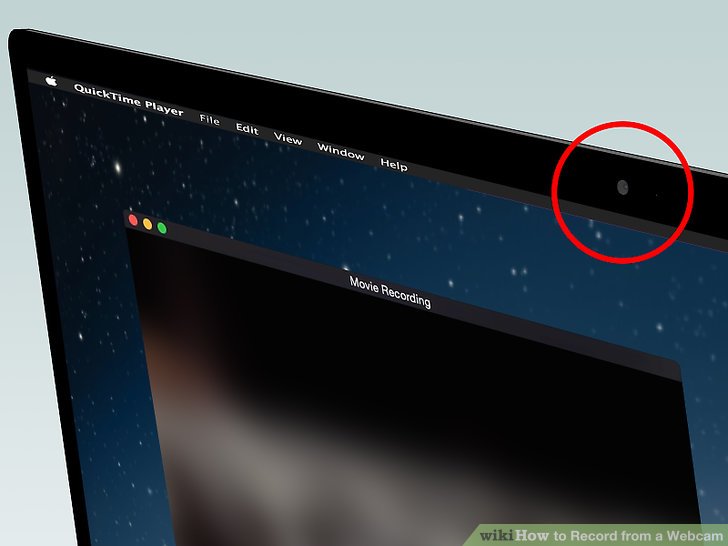 QuickTime Player File Edit View Window Help
Movie Recording
wikiHow to Record from a Webcam